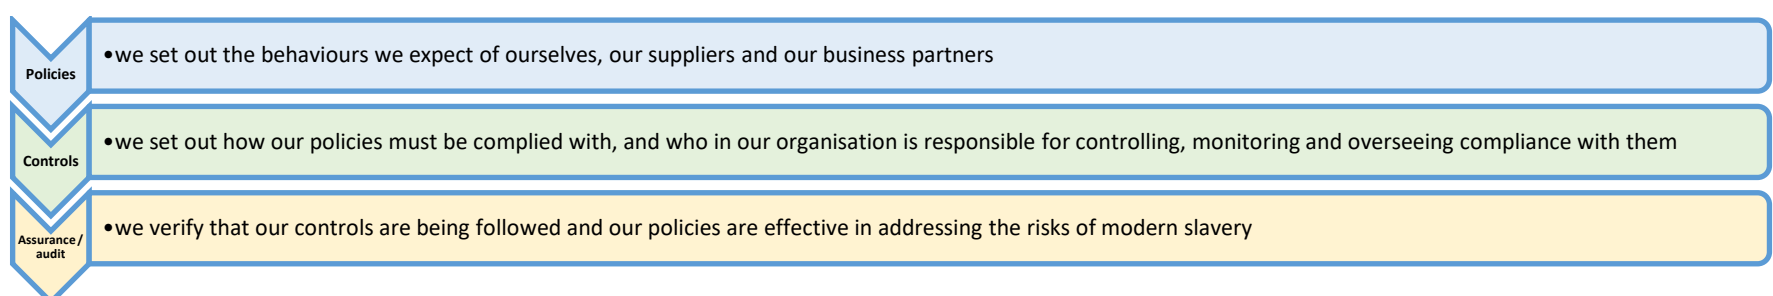 Policies
•we set out the behaviours we expect of ourselves, our suppliers and our business partners
Controls
•we set out how our policies must be complied with, and who in our organisation is responsible for controlling, monitoring and overseeing compliance with them
Assurance/
audit
•we verify that our controls are being followed and our policies are effective in addressing the risks of modern slavery